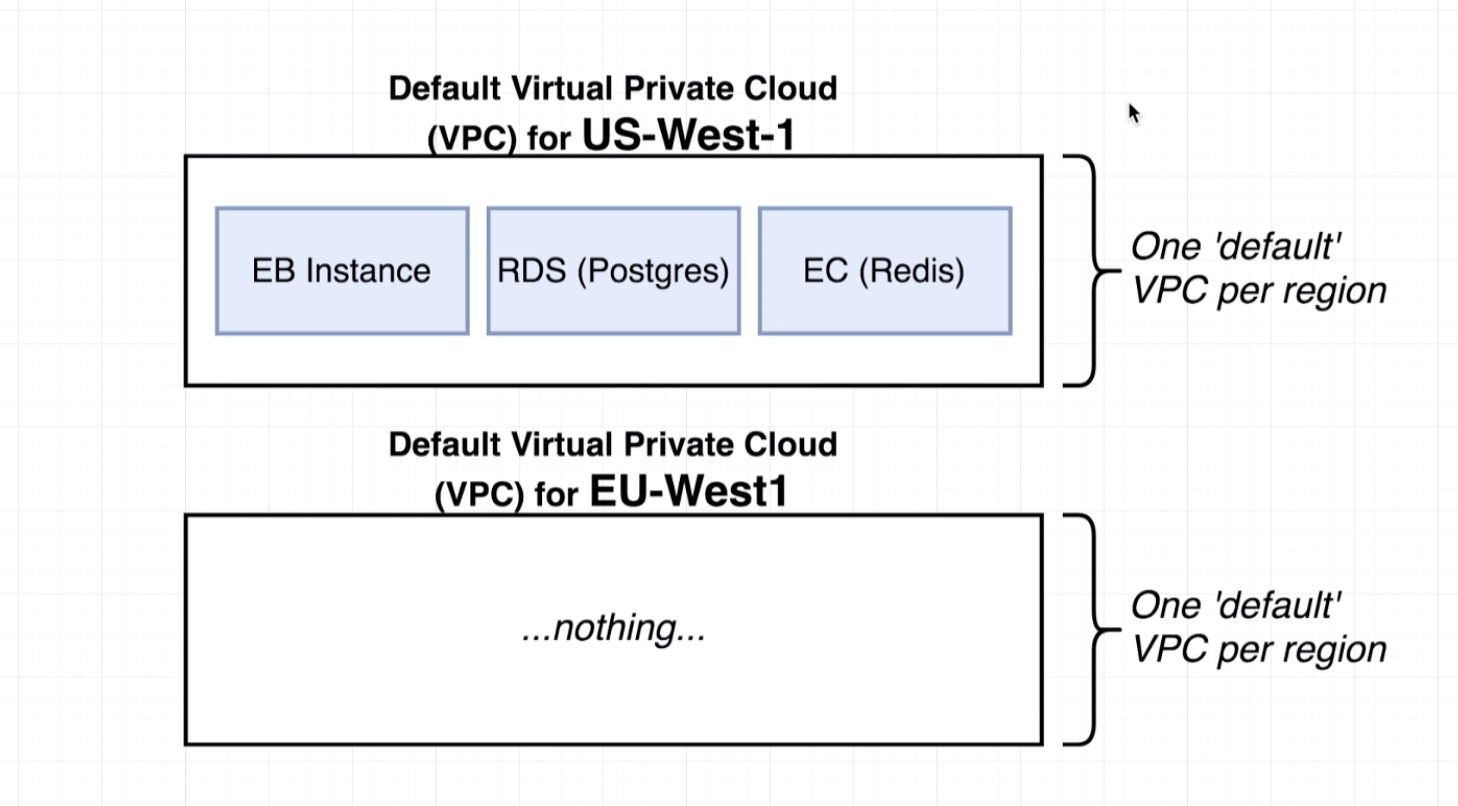 Default Virtual Private Cloud
(VPC) for US-West-1
EB Instance
RDS (Postgres)
EC (Redis)
One 'default'
VPC per region
Default Virtual Private Cloud
(VPC) for EU-West1
...nothing...
One 'default'
VPC per region